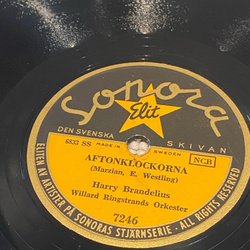 Sonora
Elit
DEN SVENSKA SKIVAN
6833 SS MADE IN SWEDEN
AFTONKLOCKORNA
NCB
(Marzian, E. Westling)
Harry Brandelius
Willard Ringstrands Orkester
7246
ELITEN AV ARTISTER PÅ SONORAS STJÄRNSERIE - ALL RIGHTS RESERVED